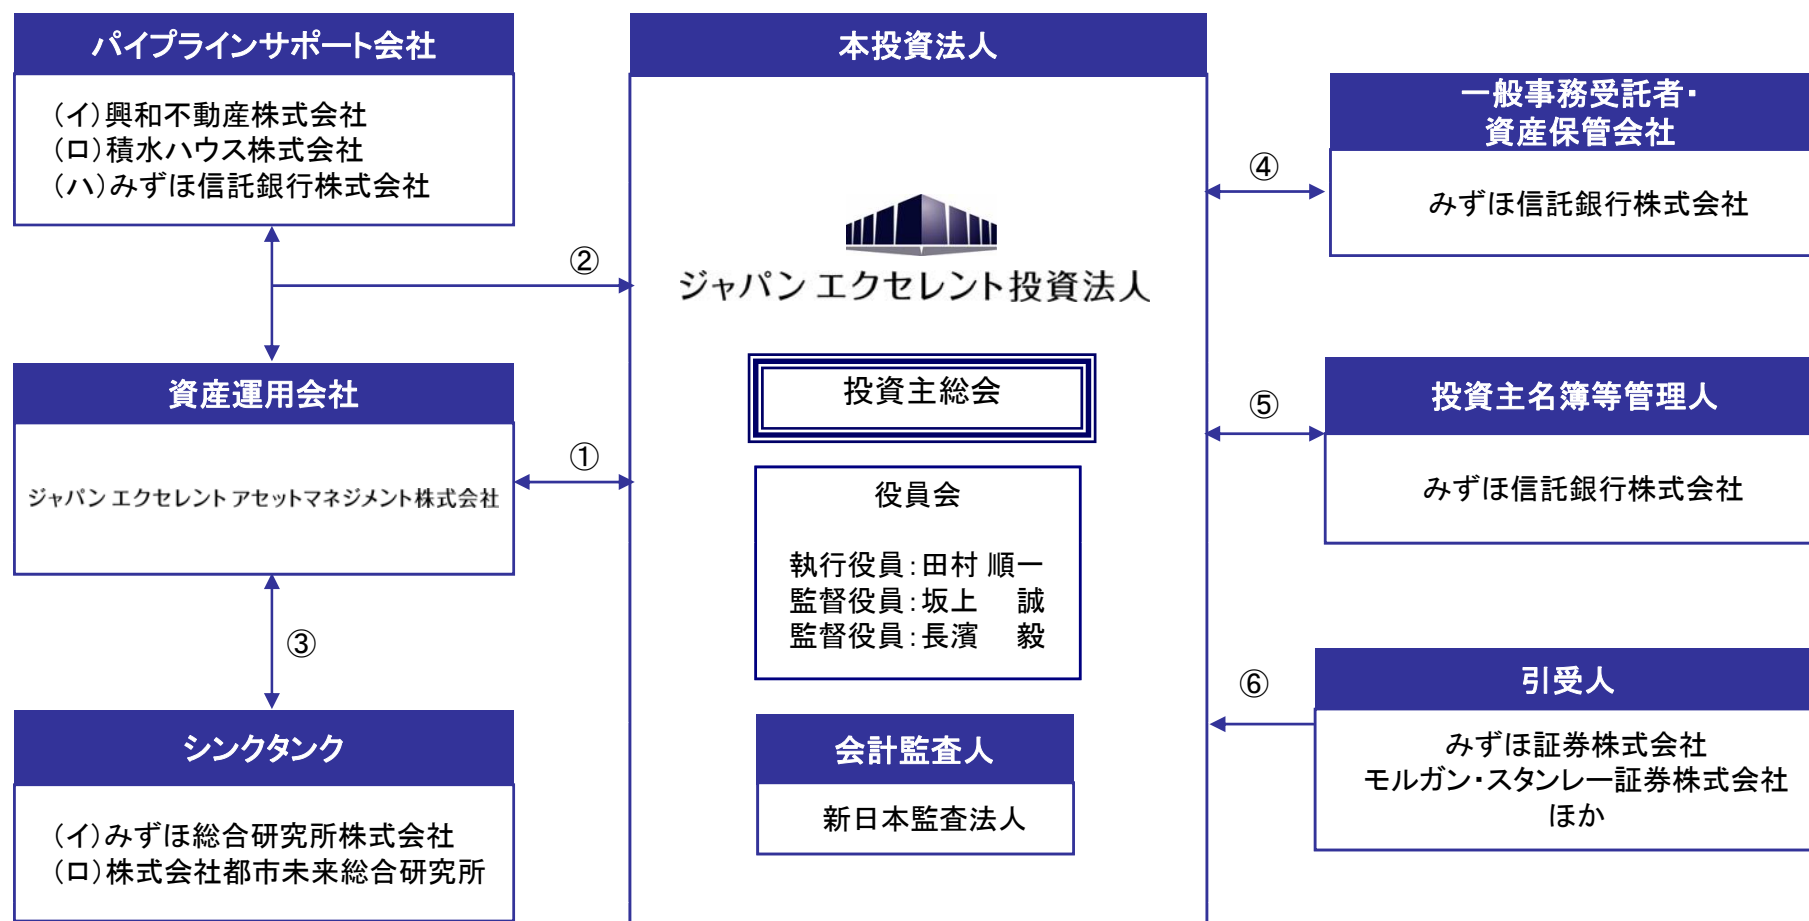 パイプラインサポート会社
(イ)興和不動産株式会社
(ロ)積水ハウス株式会社
(ハ)みずほ信託銀行株式会社
②
資産運用会社
ジャパン エクセレント アセットマネジメント株式会社
①
③
シンクタンク
(イ)みずほ総合研究所株式会社
(ロ)株式会社都市未来総合研究所
本投資法人
ジャパン エクセレント投資法人
投資主総会
役員会
執行役員:田村 順一
監督役員:坂上 誠
監督役員:長濱 毅
会計監査人
新日本監査法人
④
一般事務受託者・
資産保管会社
みずほ信託銀行株式会社
⑤
投資主名簿等管理人
みずほ信託銀行株式会社
⑥
引受人
みずほ証券株式会社
モルガン・スタンレー証券株式会社
ほか